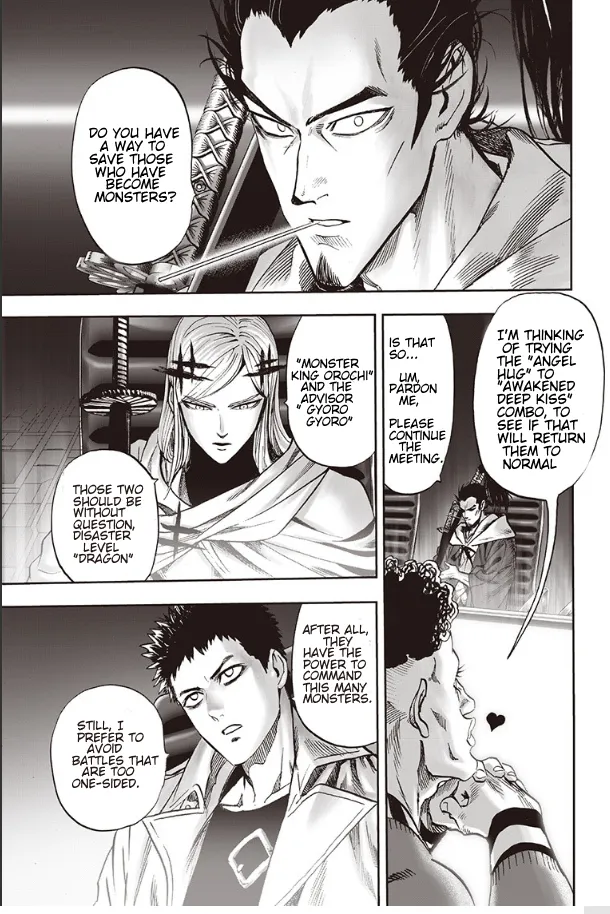 DO YOU HAVE
A WAY TO
SAVE THOSE
WHO HAVE
BECOME
MONSTERS?
I'M THINKING
OF TRYING
THE "ANGEL
HUG" TO
"AWAKENED
DEEP KISS"
COMBO, TO
SEE IF THAT
WILL RETURN
THEM TO
NORMAL
IS THAT
SO...
UM,
PARDON
ME,
PLEASE
CONTINUE
THE
MEETING.
"MONSTER
KING OROCHI"
AND THE
ADVISOR
" GYORO
GYORO"
THOSE TWO
SHOULD BE
WITHOUT
QUESTION,
DISASTER
LEVEL
"DRAGON"
AFTER ALL,
THEY
HAVE THE
POWER TO
COMMAND
THIS MANY
MONSTERS.
STILL, I
PREFER TO
AVOID
BATTLES THAT
ARE TOO
ONE-SIDED.